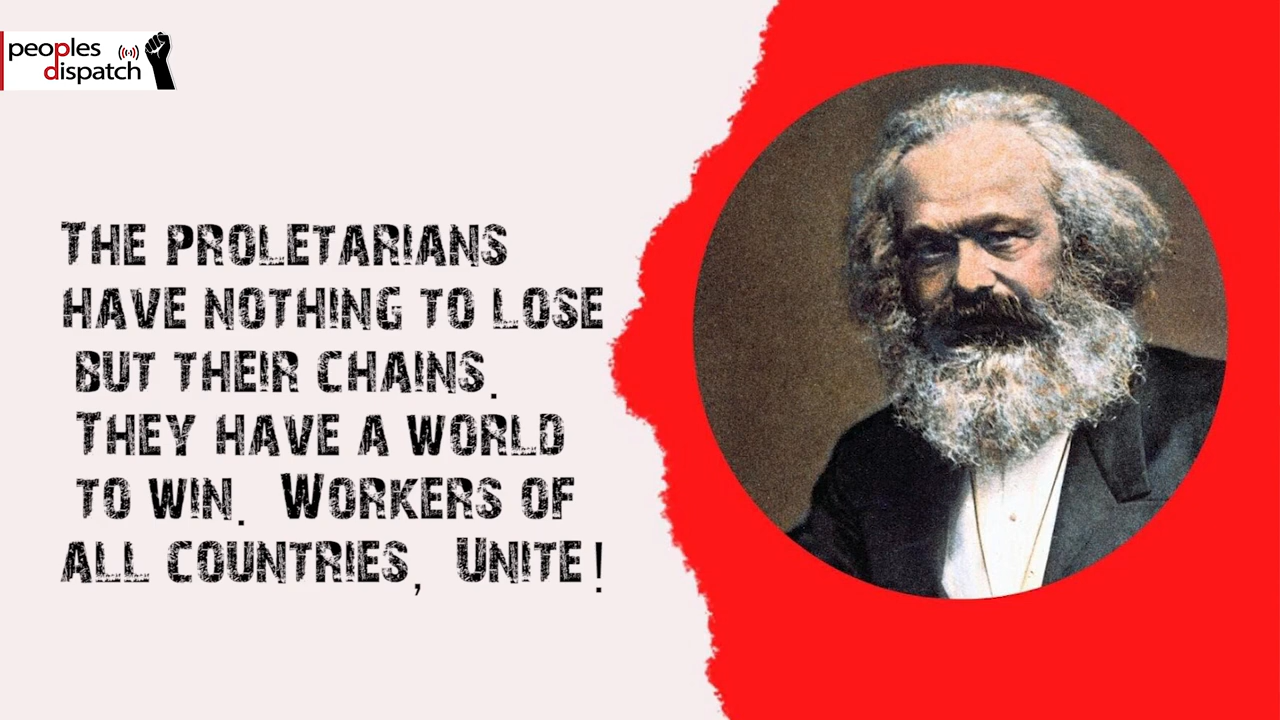 peoples
dispatch
The proletarians
have nothing to lose
but their chains.
They have a world
to win. Workers of
all countries, Unite!